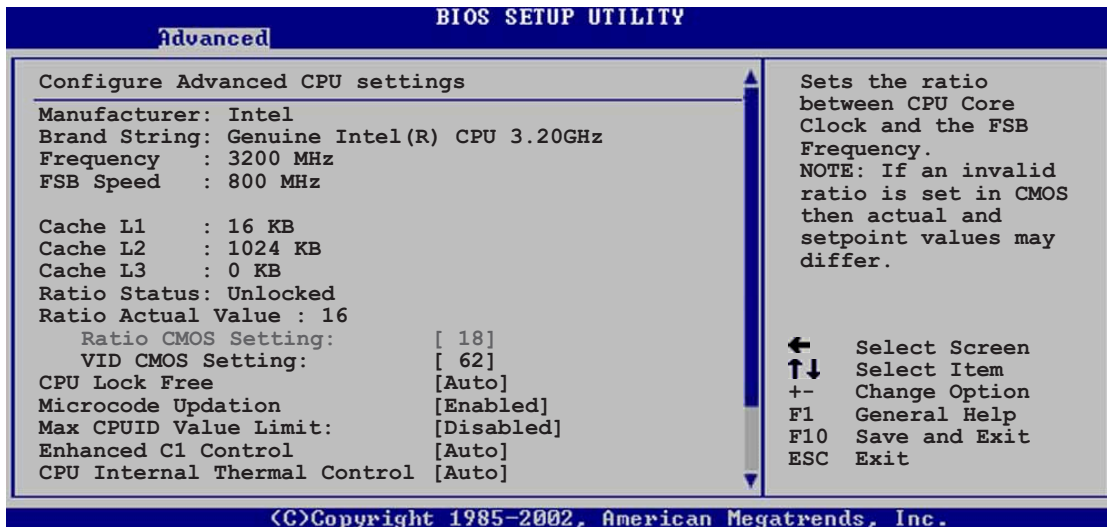 BIOS SETUP UTILITY
Advanced
Configure Advanced CPU settings
Manufacturer: Intel
Brand String: Genuine Intel(R) CPU 3.20GHz
Frequency : 3200 MHz
FSB Speed : 800 MHz
Cache L1 : 16 KB
Cache L2 : 1024 KB
Cache L3 : 0 KB
Ratio Status: Unlocked
Ratio Actual Value : 16
Ratio CMOS Setting: [ 18]
VID CMOS Setting: [ 62]
CPU Lock Free [Auto]
Microcode Updation [Enabled]
Max CPUID Value Limit: [Disabled]
Enhanced C1 Control [Auto]
CPU Internal Thermal Control [Auto]
Sets the ratio
between CPU Core
Clock and the FSB
Frequency.
NOTE: If an invalid
ratio is set in CMOS
then actual and
setpoint values may
differ.
← Select Screen
↑↓ Select Item
+- Change Option
F1 General Help
F10 Save and Exit
ESC Exit
(C)Copyright 1985-2002, American Megatrends, Inc.